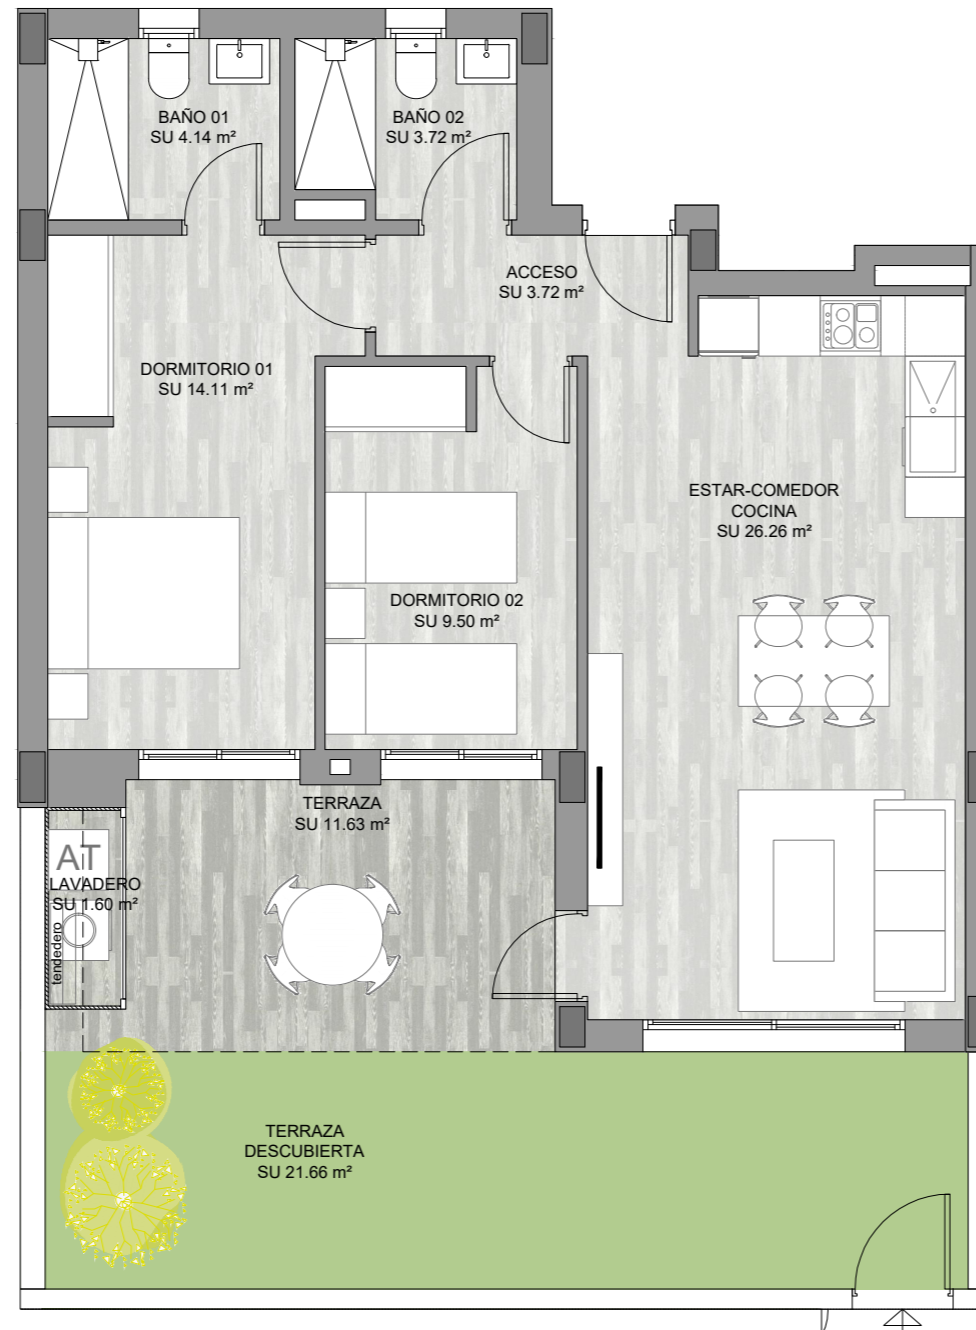 BAÑO 01
SU 4.14 m²
BAÑO 02
SU 3.72 m²
ACCESO
SU 3.72 m²
DORMITORIO 01
SU 14.11 m²
ESTAR-COMEDOR
COCINA
SU 26.26 m²
DORMITORIO 02
SU 9.50 m²
TERRAZA
SU 11.63 m²
AT
LAVADERO
SU 1.60 m²
tendedero
TERRAZA
DESCUBIERTA
SU 21.66 m²